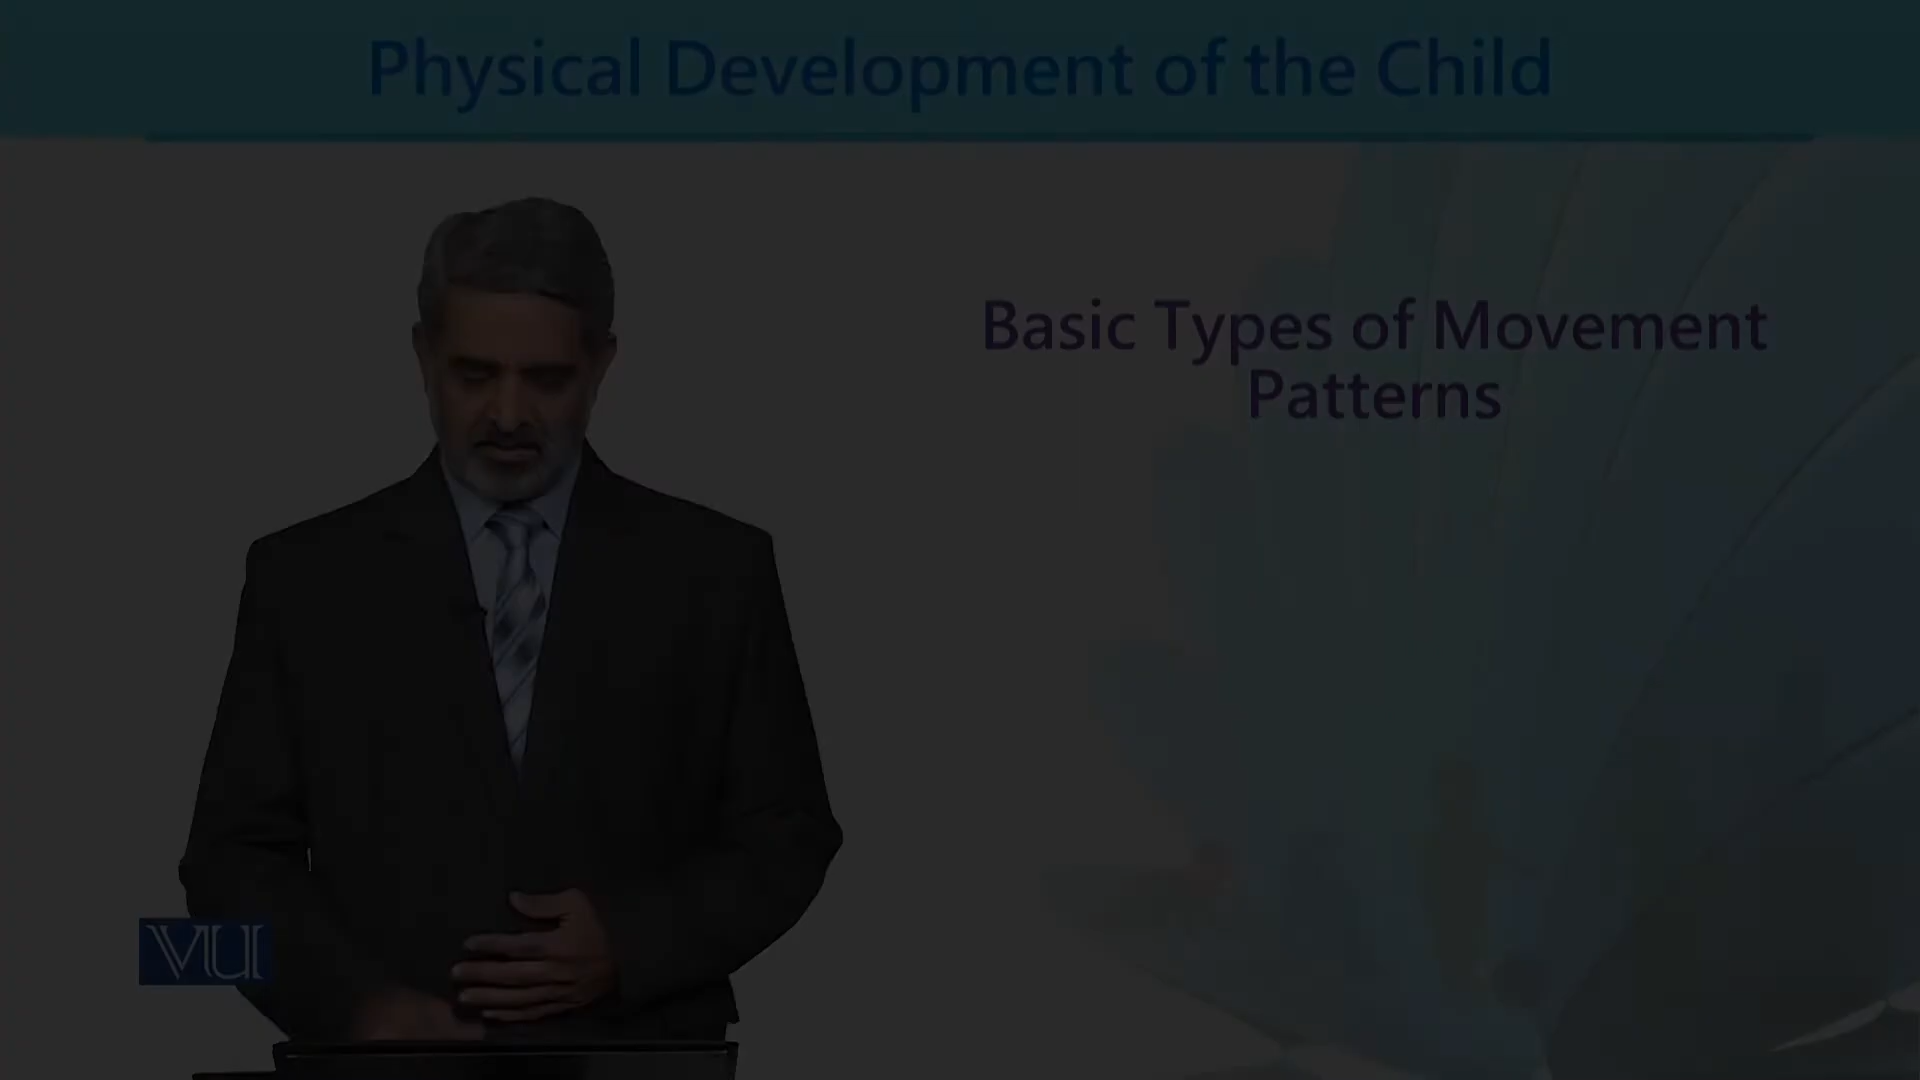 Physical Development of the Child
Basic Types of Movement
Patterns
VU